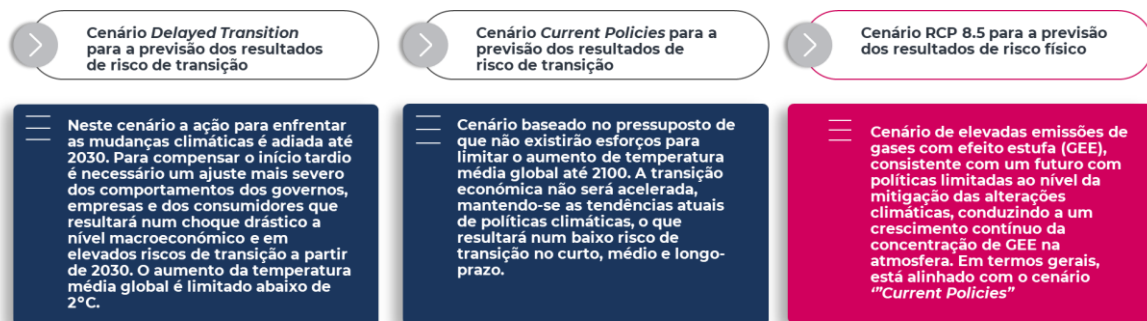 Cenário Delayed Transition
para a previsão dos resultados
de risco de transição
Cenário Current Policies para a
previsão dos resultados de
risco de transição
Cenário RCP 8.5 para a previsão
dos resultados de risco físico
Neste cenário a ação para enfrentar
as mudanças climáticas é adiada até
2030. Para compensar o início tardio
é necessário um ajuste mais severo
dos comportamentos dos governos,
empresas e dos consumidores que
resultará num choque drástico a
nível macroeconómico e em
elevados riscos de transição a partir
de 2030. O aumento da temperatura
média global é limitado abaixo de
2°C.
Cenário baseado no pressuposto de
que não existirão esforços para
limitar o aumento de temperatura
média global até 2100. A transição
económica não será acelerada,
mantendo-se as tendências atuais
de políticas climáticas, o que
resultará num baixo risco de
transição no curto, médio e longo-
prazo.
Cenário de elevadas emissões de
gases com efeito estufa (GEE),
consistente com um futuro com
políticas limitadas ao nível da
mitigação das alterações
climáticas, conduzindo a um
crescimento contínuo da
concentração de GEE na
atmosfera. Em termos gerais,
está alinhado com o cenário
‘”Current Policies”